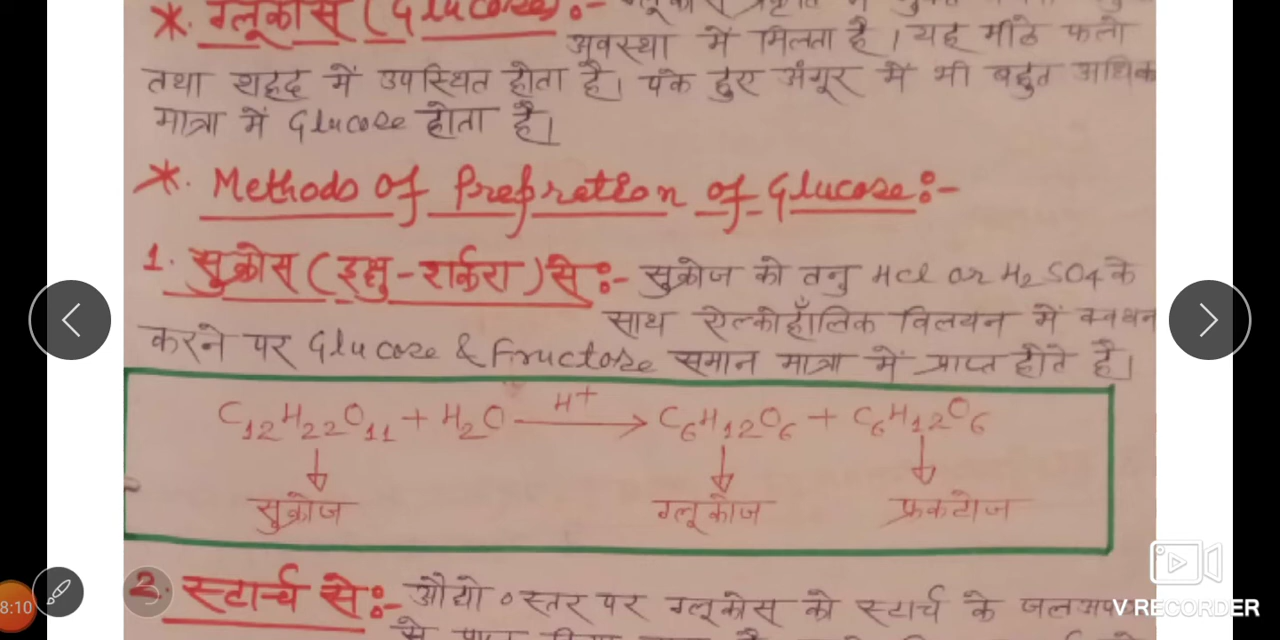 *. ग्लूकोस (Glucose) :-
अवस्था में मिलता है। यह मीठे फलो
तथा शहद में उपस्थित होता है। पके हुए अंगूर में भी बहुत अधिक
मात्रा में Glucose होता है।
*. Methods Of Prepration of Glucose:-
1. सुक्रोस (इक्षु-शर्करा) से :- सुक्रोज को तनु HCl or H2SO4 के
साथ ऐल्कोहॉलिक विलयन में क्वथन
करने पर Glucose & Fructose समान मात्रा में प्राप्त होते है।
C12H22O11 + H2O —H+→ C6H12O6 + C6H12O6
↓ ↓ ↓
सुक्रोज ग्लूकोज फ्रक्टोज
2. स्टार्च से :- औद्यो० स्तर पर ग्लूकोस को स्टार्च के
8:10
V RECORDER